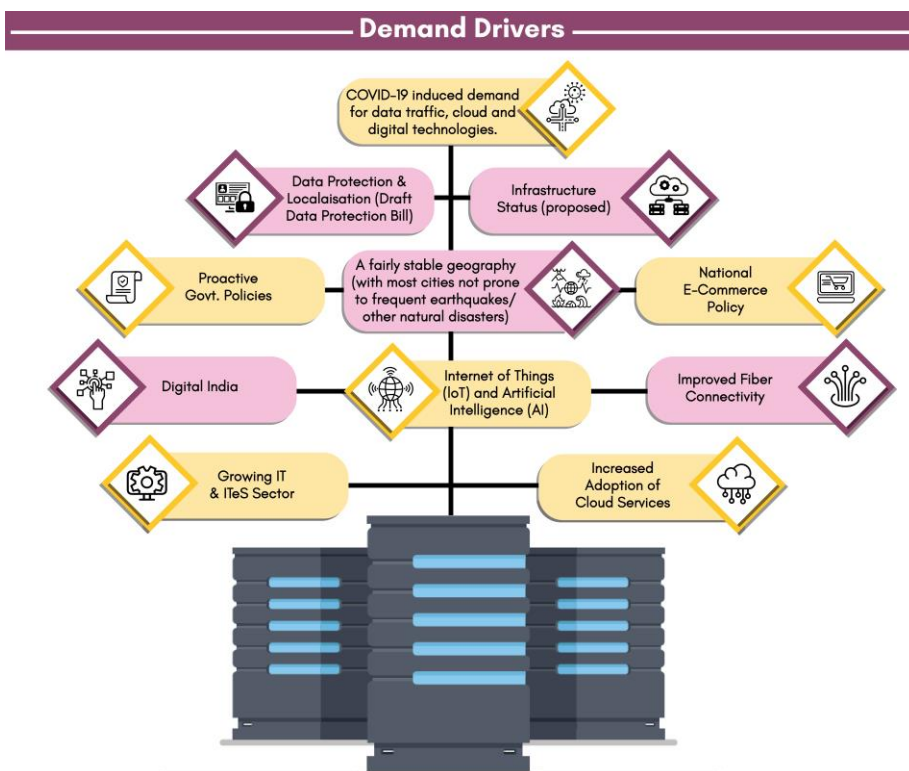 Demand Drivers
COVID-19 induced demand
for data traffic, cloud and
digital technologies.
Data Protection &
Localaisation (Draft
Data Protection Bill)
Infrastructure
Status (proposed)
Proactive
Govt. Policies
A fairly stable geography
(with most cities not prone
to frequent earthquakes/
other natural disasters)
National
E-Commerce
Policy
Digital India
Internet of Things
(IoT) and Artificial
Intelligence (AI)
Improved Fiber
Connectivity
Growing IT
& ITeS Sector
Increased
Adoption of
Cloud Services